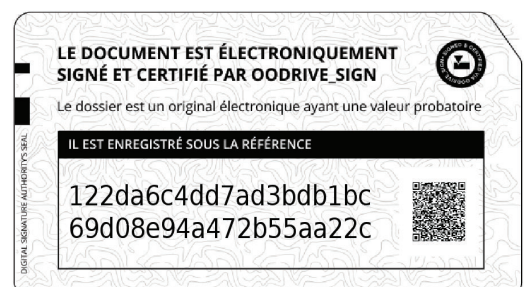 LE DOCUMENT EST ÉLECTRONIQUEMENT
SIGNÉ ET CERTIFIÉ PAR OODRIVE_SIGN
Le dossier est un original électronique ayant une valeur probatoire
IL EST ENREGISTRÉ SOUS LA RÉFÉRENCE
122da6c4dd7ad3bdb1bc
69d08e94a472b55aa22c
DIGITAL SIGNATURE AUTHORITY'S SEAL